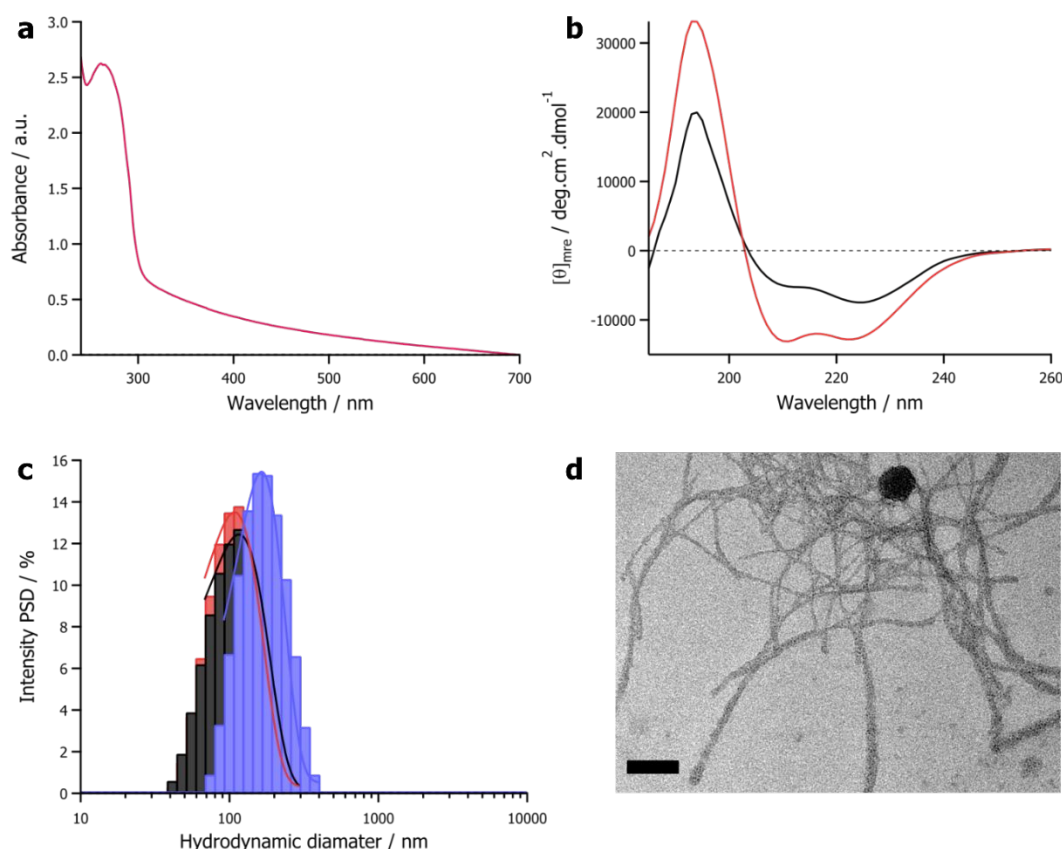 a
3.0
2.5
2.0
1.5
1.0
0.5
0.0
Absorbance / a.u.
300 400 500 600 700
Wavelength / nm
b
30000
20000
10000
0
-10000
[θ]mre / deg.cm².dmol⁻¹
200 220 240 260
Wavelength / nm
c
16
14
12
10
8
6
4
2
0
Intensity PSD / %
10 100 1000 10000
Hydrodynamic diamater / nm
d